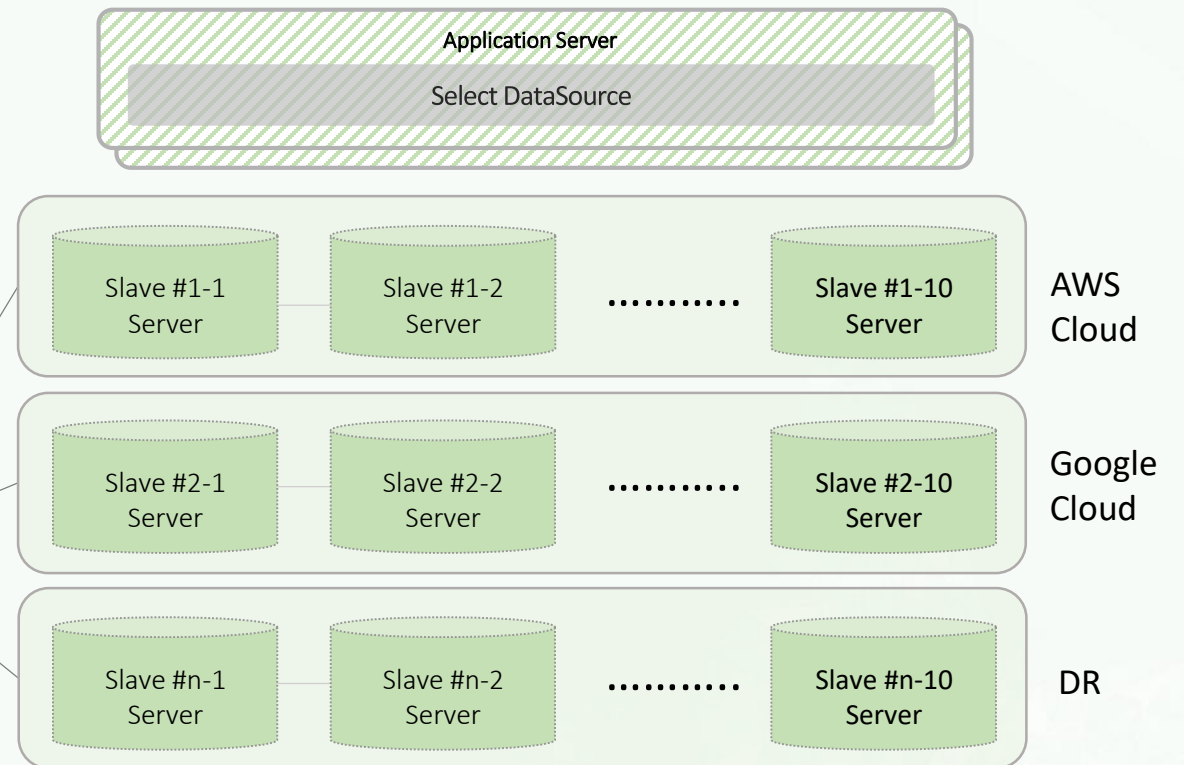 Application Server
Select DataSource
Slave #1-1
Server
Slave #1-2
Server
...........
Slave #1-10
Server
AWS
Cloud
Slave #2-1
Server
Slave #2-2
Server
...........
Slave #2-10
Server
Google
Cloud
Slave #n-1
Server
Slave #n-2
Server
...........
Slave #n-10
Server
DR